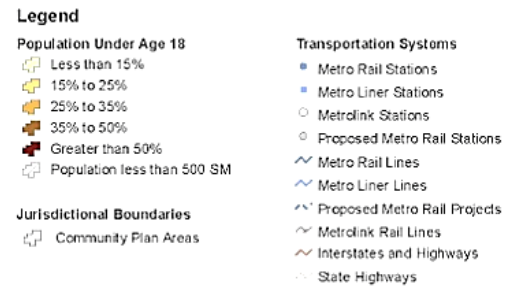 Legend
Population Under Age 18
Less than 15%
15% to 25%
25% to 35%
35% to 50%
Greater than 50%
Population less than 500 SM
Jurisdictional Boundaries
Community Plan Areas
Transportation Systems
Metro Rail Stations
Metro Liner Stations
Metrolink Stations
Proposed Metro Rail Stations
Metro Rail Lines
Metro Liner Lines
Proposed Metro Rail Projects
Metrolink Rail Lines
Interstates and Highways
State Highways